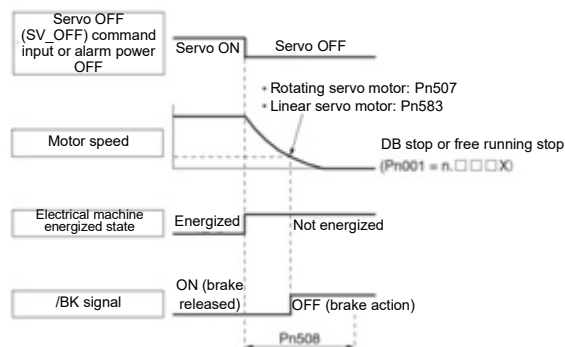 Servo OFF
(SV_OFF) command
input or alarm power
OFF
Servo ON
Servo OFF
• Rotating servo motor: Pn507
• Linear servo motor: Pn583
Motor speed
DB stop or free running stop
(Pn001 = n.□□□X)
Electrical machine
energized state
Energized
Not energized
/BK signal
ON (brake
released)
OFF (brake action)
Pn508